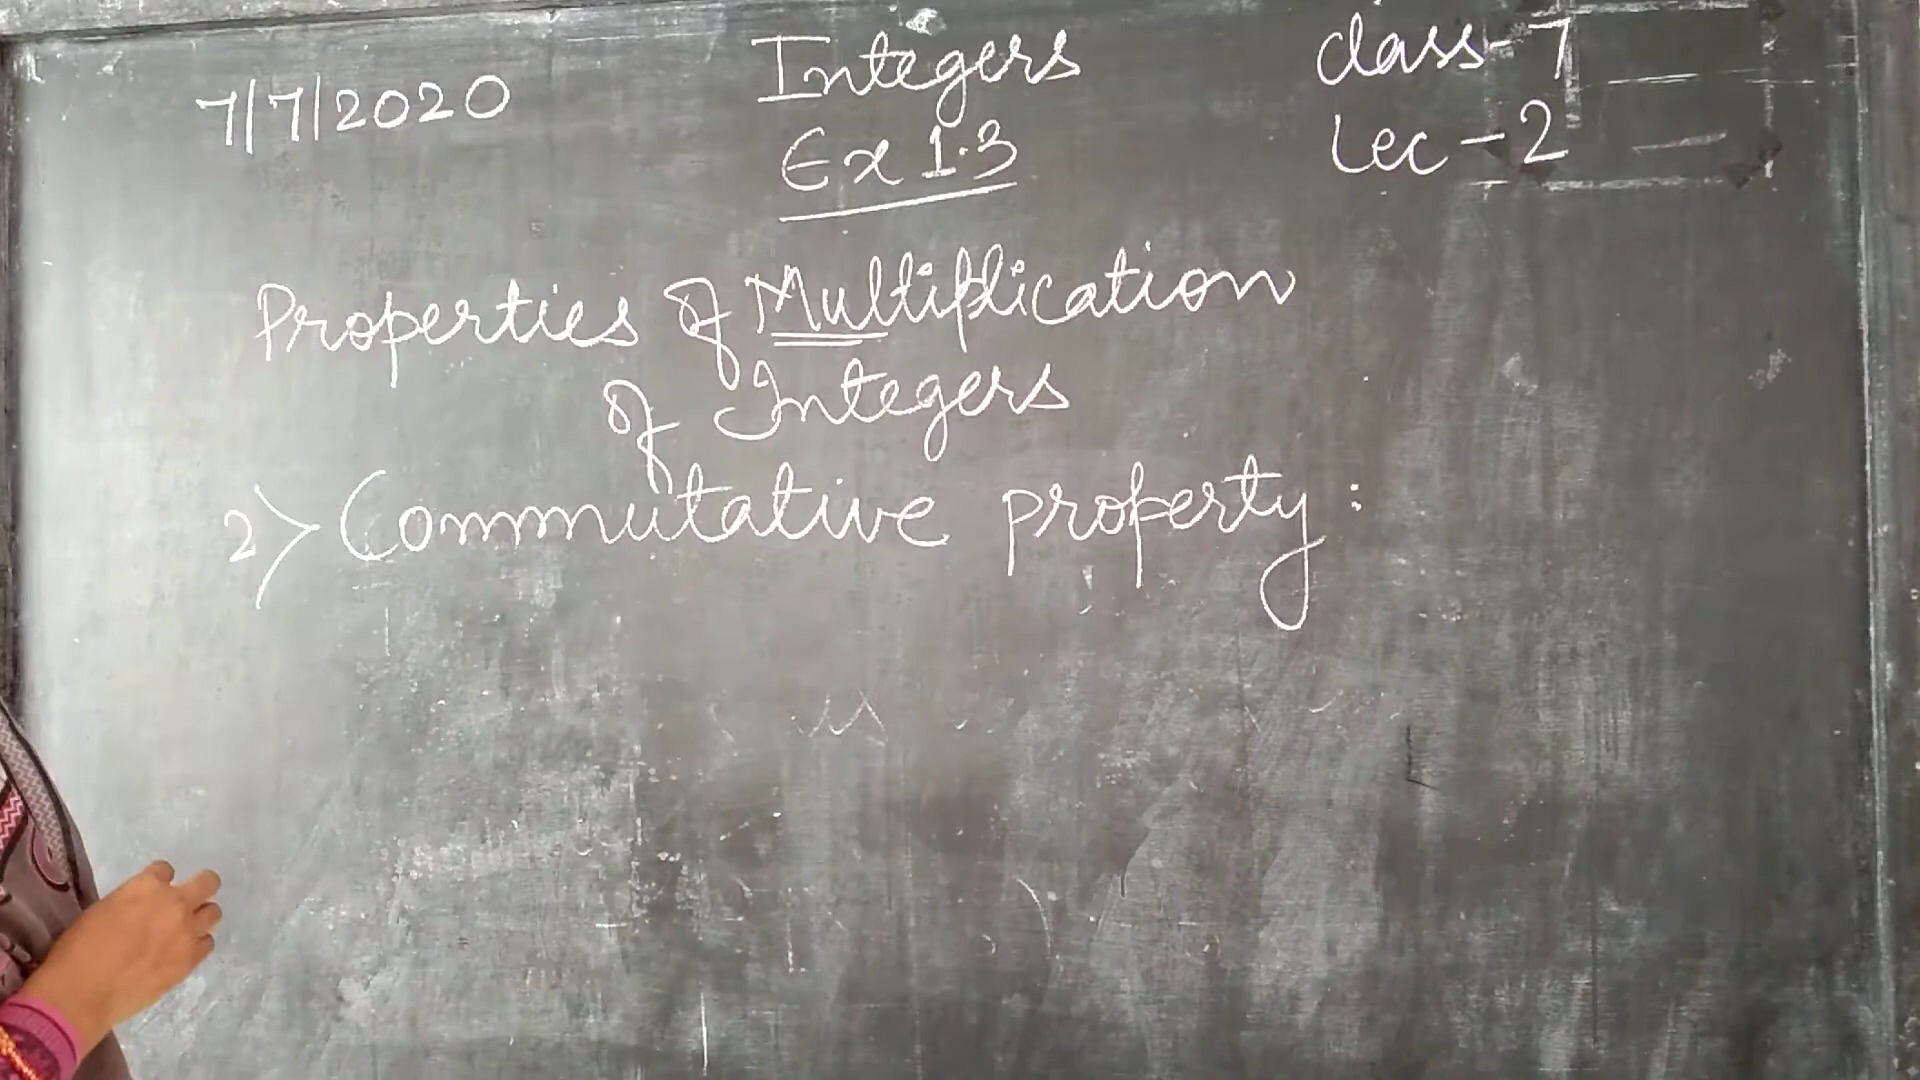 7/7/2020 Integers class-7
Ex 1.3 Lec-2
Properties of Multiplication
of Integers
2> Commutative property: